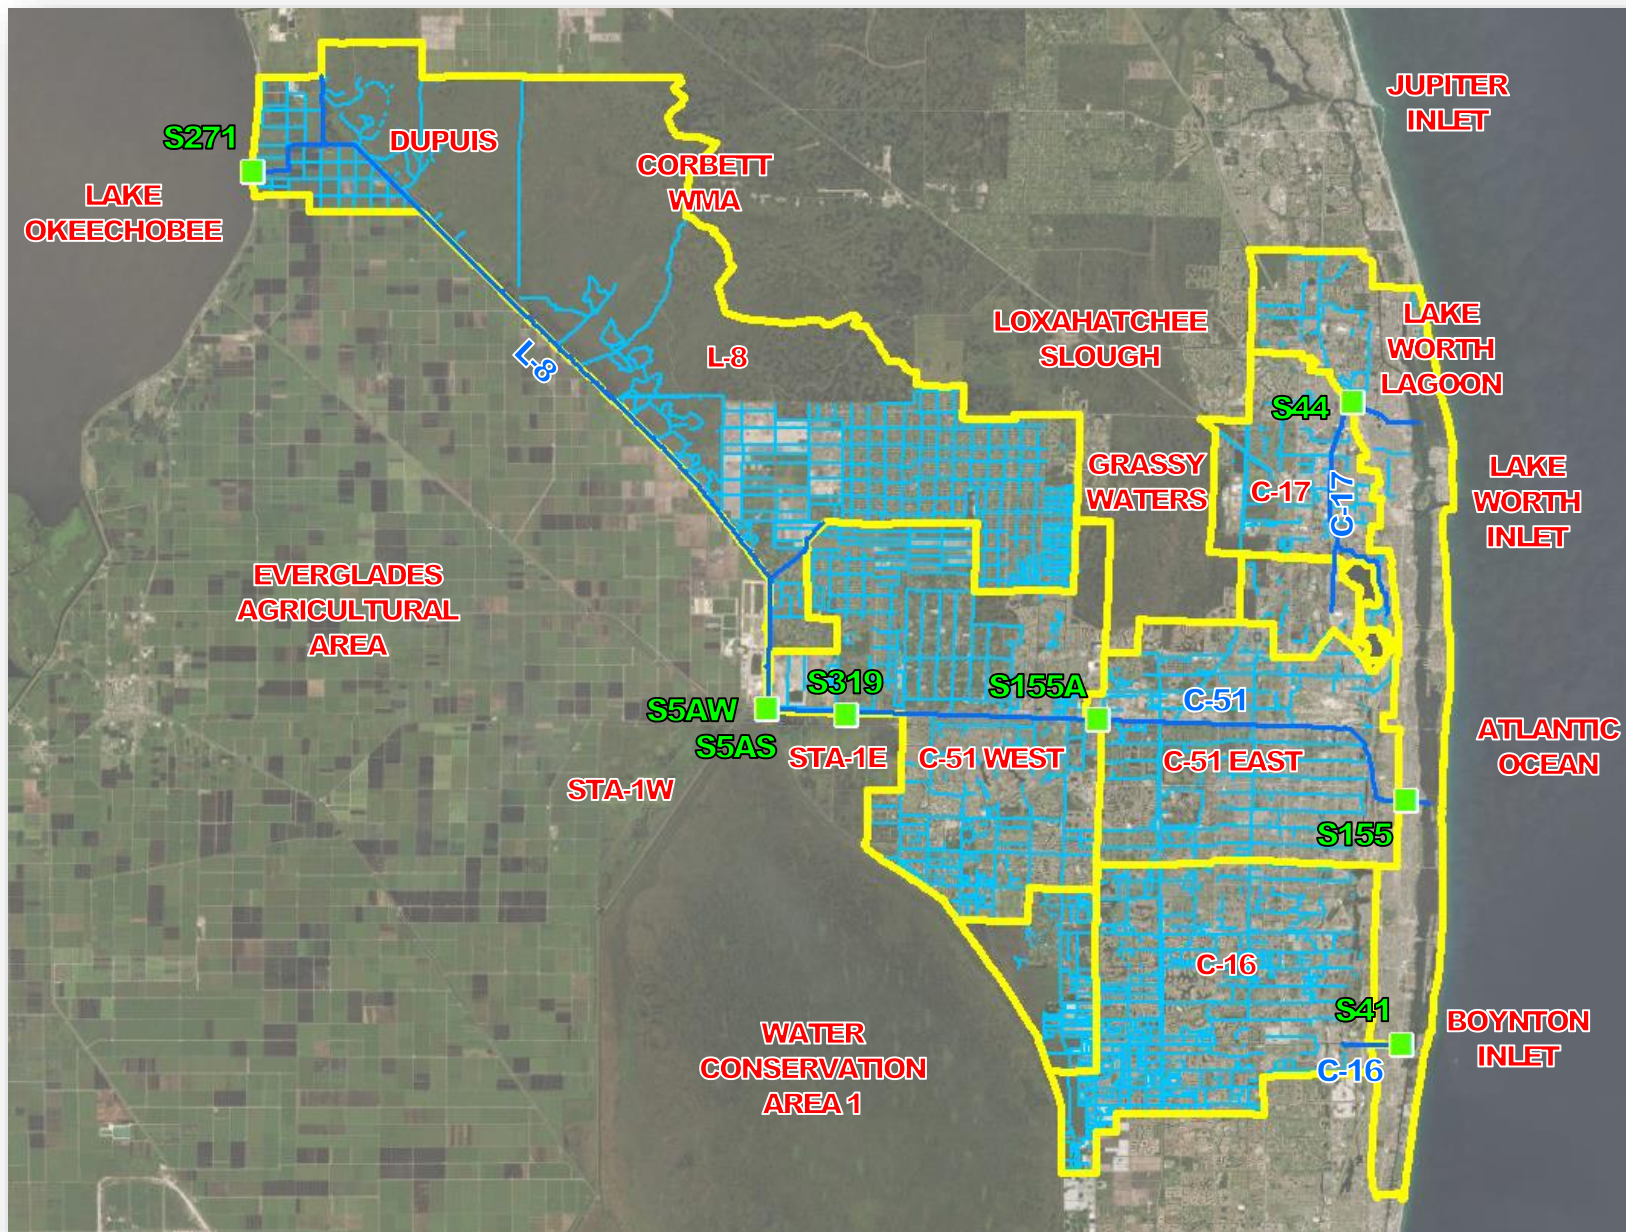 JUPITER
INLET
S271
DUPUIS
CORBETT
WMA
LAKE
OKEECHOBEE
LOXAHATCHEE
SLOUGH
LAKE
WORTH
LAGOON
L-8
L-8
S44
GRASSY
WATERS
C-17
C-17
LAKE
WORTH
INLET
EVERGLADES
AGRICULTURAL
AREA
S319
S155A
C-51
S5AW
S5AS
STA-1E
C-51 WEST
C-51 EAST
ATLANTIC
OCEAN
STA-1W
S155
C-16
S41
BOYNTON
INLET
C-16
WATER
CONSERVATION
AREA 1